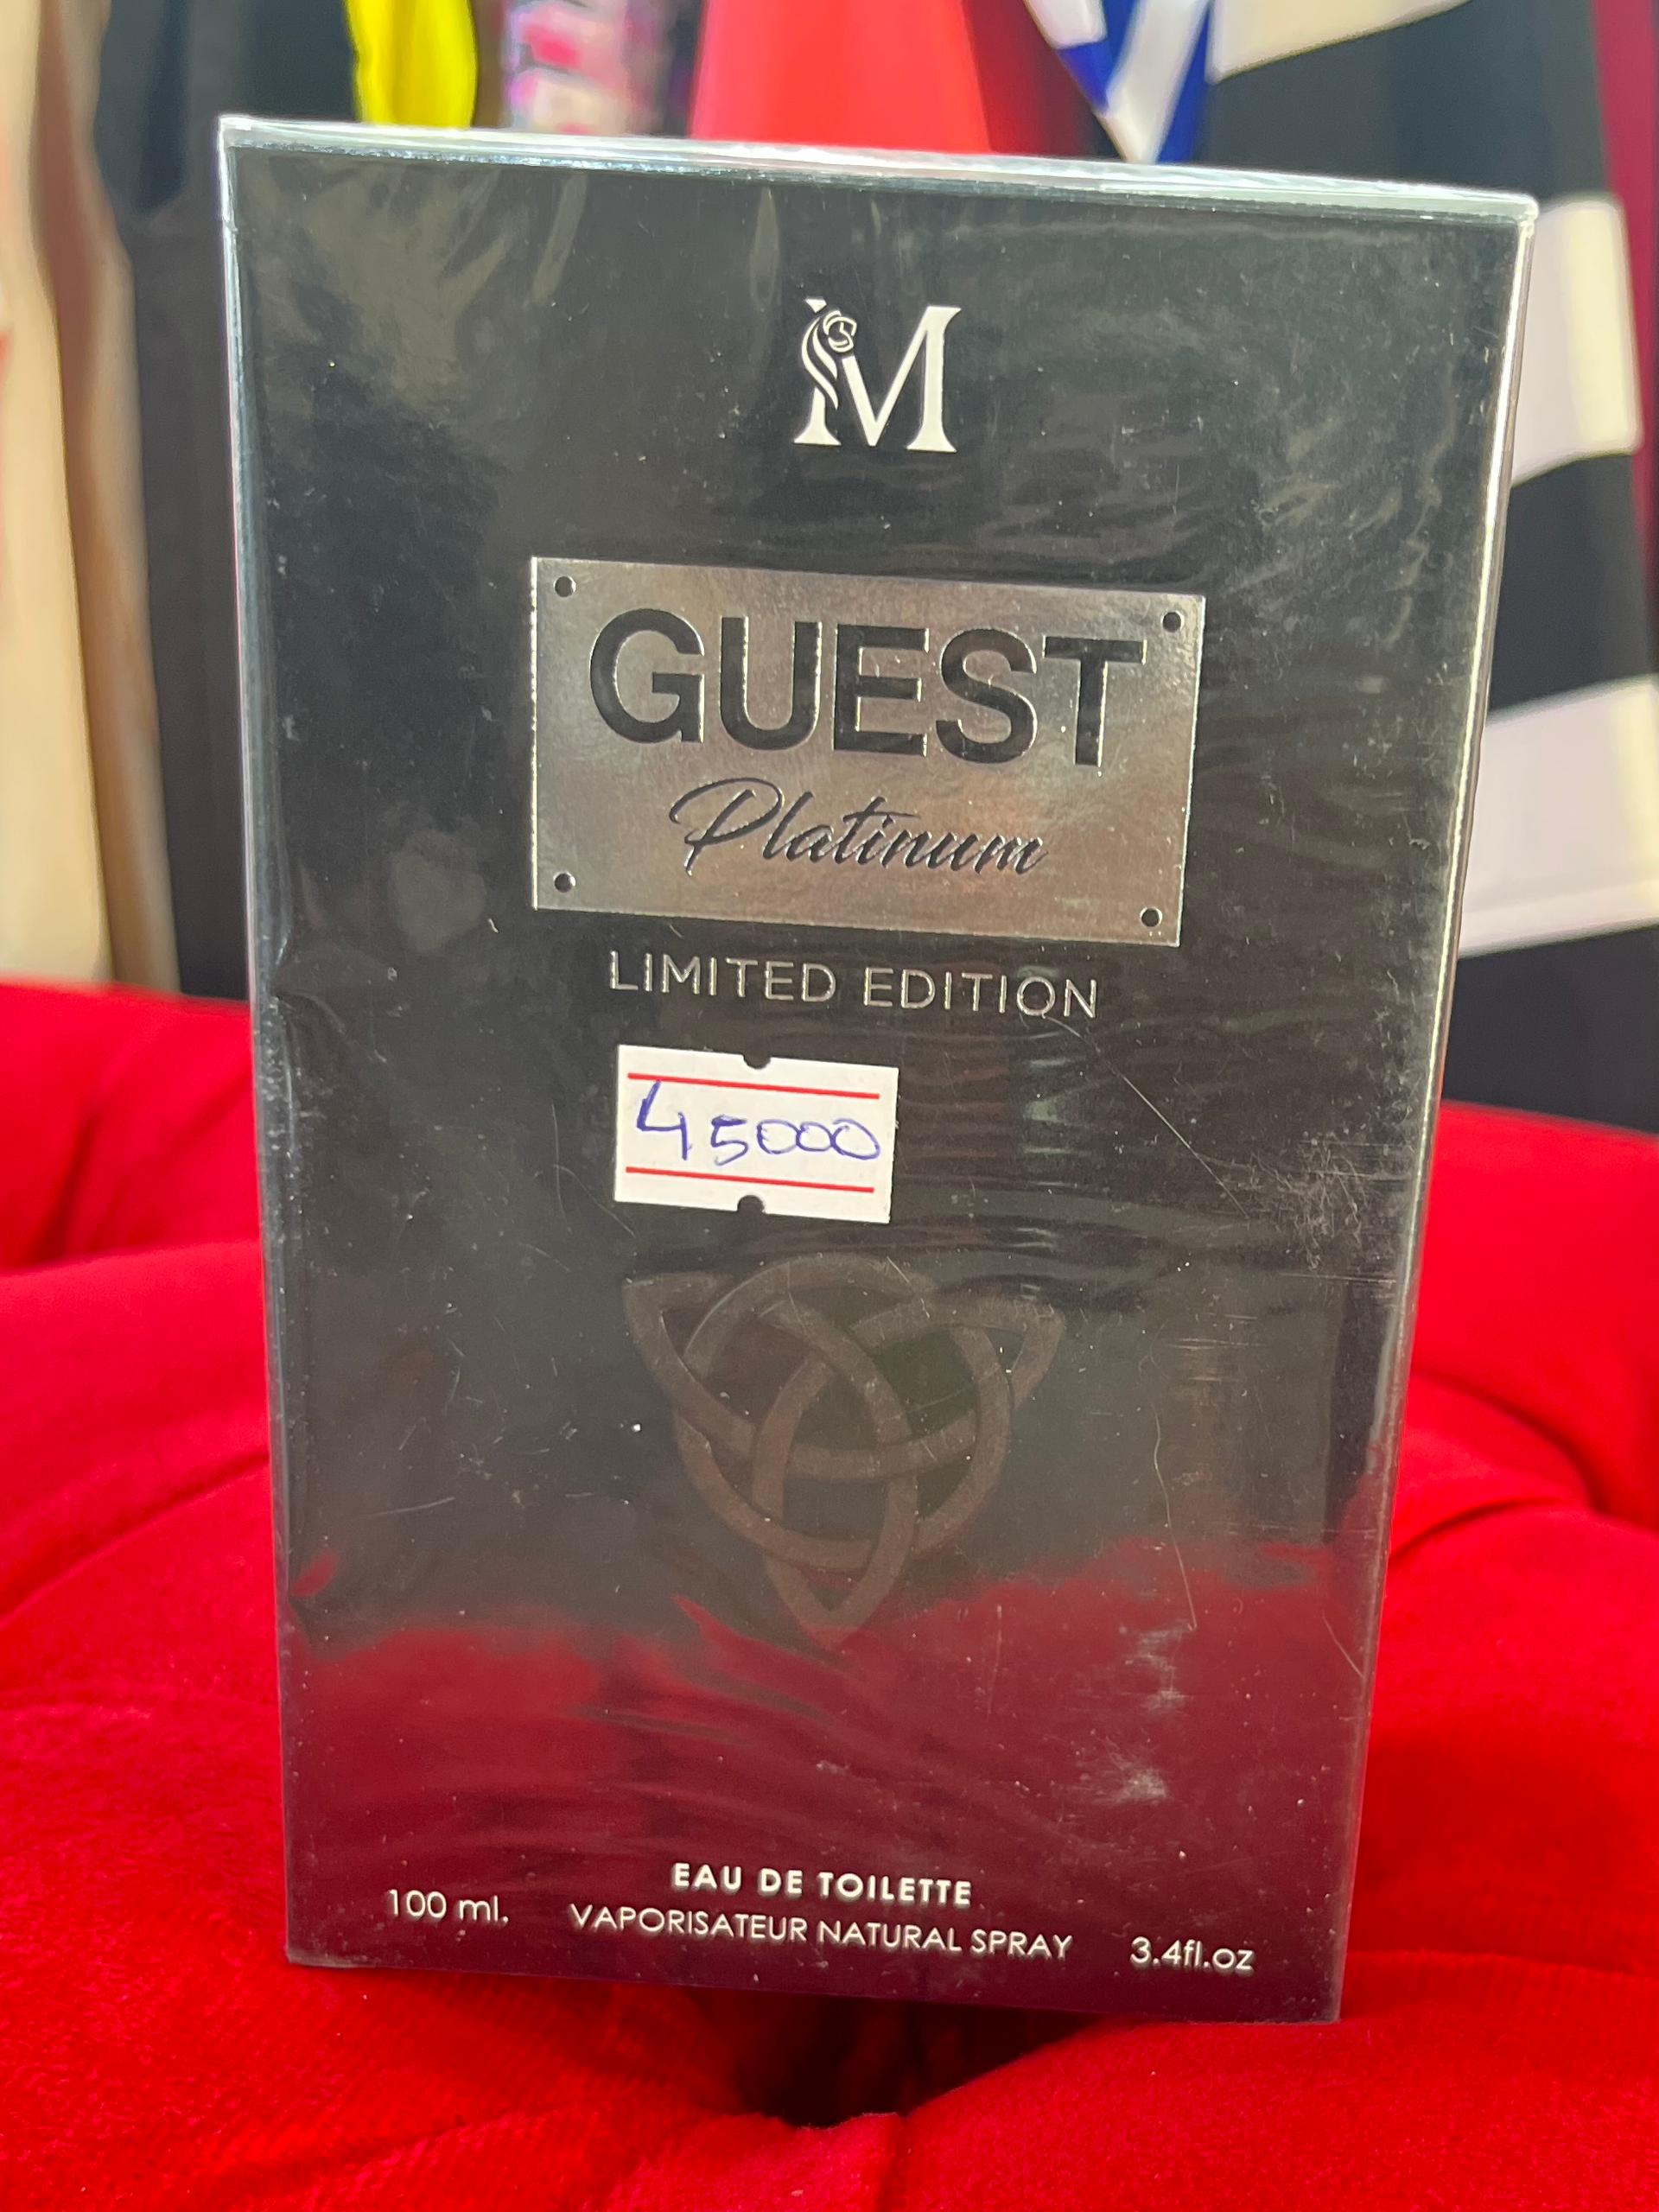 M
GUEST
Platinum
LIMITED EDITION
45000
EAU DE TOILETTE
100 ml. VAPORISATEUR NATURAL SPRAY 3.4fl.oz